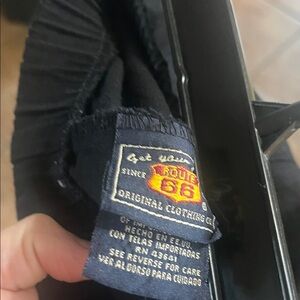 Get Your
SINCE
ROUTE
66
ORIGINAL CLOTHING CO
HECHO EN EE.UU.
CON TELAS IMPORTADAS
RN 43641
SEE REVERSE FOR CARE
VER AL DORSO PARA CUIDADO